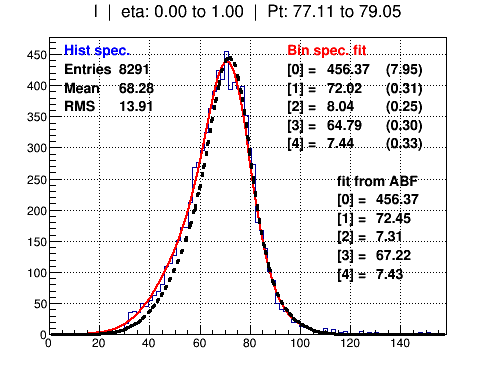 I | eta: 0.00 to 1.00 | Pt: 77.11 to 79.05
Hist spec.
Entries 8291
Mean 68.28
RMS 13.91
Bin spec. fit
[0] = 456.37 (7.95)
[1] = 72.02 (0.31)
[2] = 8.04 (0.25)
[3] = 64.79 (0.30)
[4] = 7.44 (0.33)
fit from ABF
[0] = 456.37
[1] = 72.45
[2] = 7.31
[3] = 67.22
[4] = 7.43
450
400
350
300
250
200
150
100
50
0
0 20 40 60 80 100 120 140